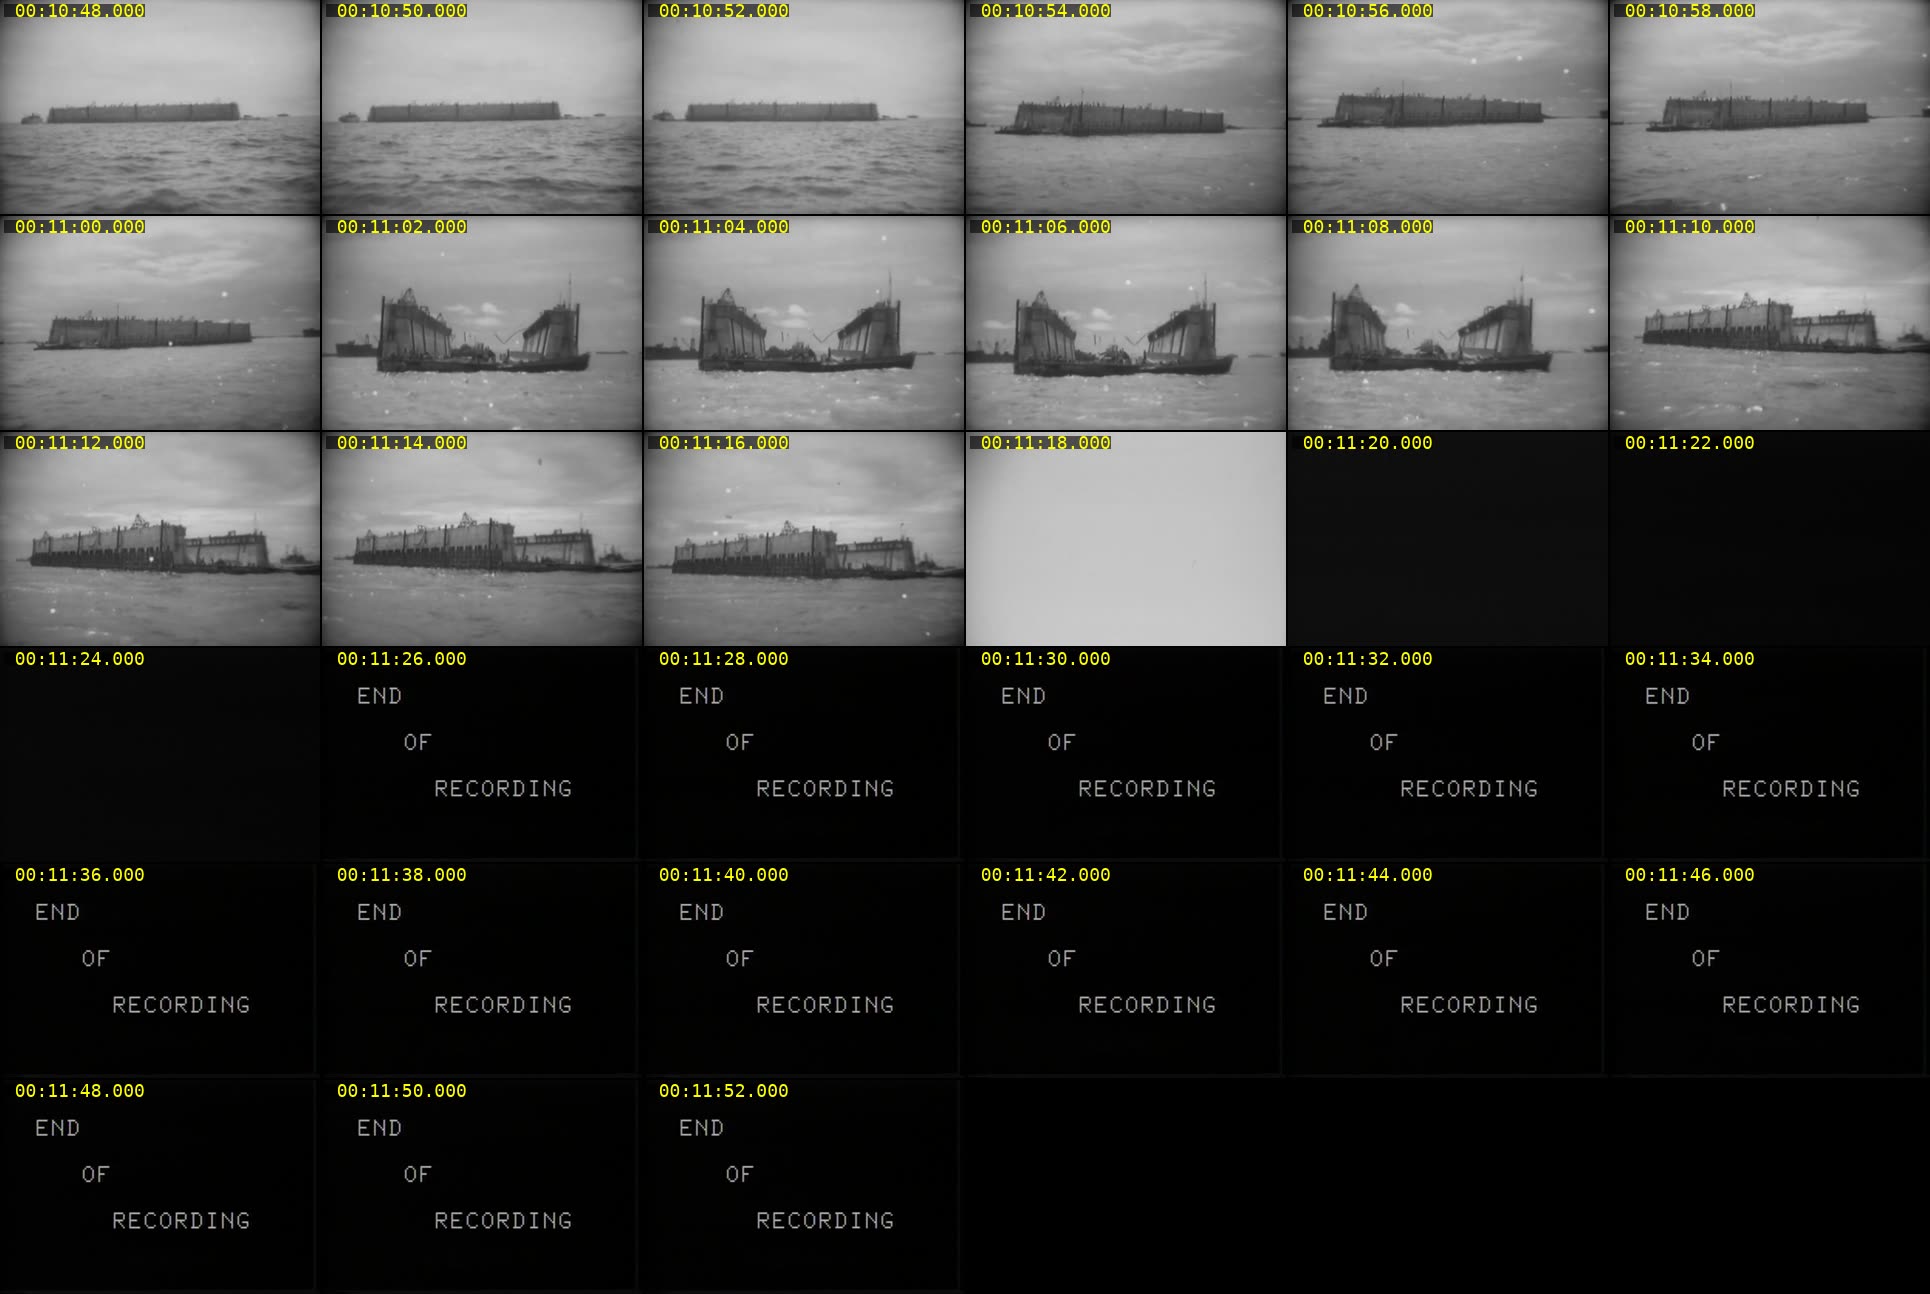 00:10:48.000 00:10:50.000 00:10:52.000 00:10:54.000 00:10:56.000 00:10:58.000
00:11:00.000 00:11:02.000 00:11:04.000 00:11:06.000 00:11:08.000 00:11:10.000
00:11:12.000 00:11:14.000 00:11:16.000 00:11:18.000 00:11:20.000 00:11:22.000
00:11:24.000 00:11:26.000 00:11:28.000 00:11:30.000 00:11:32.000 00:11:34.000
END END END END END
OF OF OF OF OF
RECORDING RECORDING RECORDING RECORDING RECORDING
00:11:36.000 00:11:38.000 00:11:40.000 00:11:42.000 00:11:44.000 00:11:46.000
END END END END END END
OF OF OF OF OF OF
RECORDING RECORDING RECORDING RECORDING RECORDING RECORDING
00:11:48.000 00:11:50.000 00:11:52.000
END END END
OF OF OF
RECORDING RECORDING RECORDING